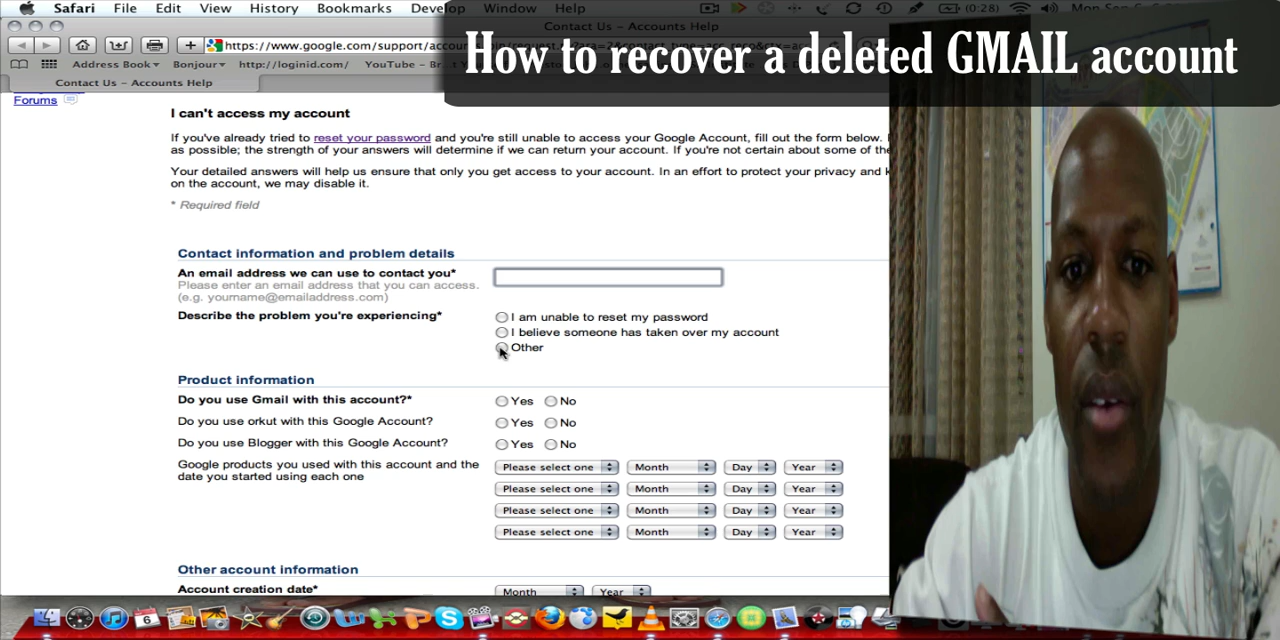 Safari File Edit View History Bookmarks Develop Window Help (0:28)
How to recover a deleted GMAIL account
Contact Us – Accounts Help
https://www.google.com/support/accou
Address Book Bonjour http://loginid.com/
Contact Us – Accounts Help
Forums
I can't access my account
If you've already tried to reset your password and you're still unable to access your Google Account, fill out the form below.
as possible; the strength of your answers will determine if we can return your account. If you're not certain about some of the
Your detailed answers will help us ensure that only you get access to your account. In an effort to protect your privacy and k
on the account, we may disable it.
* Required field
Contact information and problem details
An email address we can use to contact you*
Please enter an email address that you can access.
(e.g. yourname@emailaddress.com)
Describe the problem you're experiencing*
I am unable to reset my password
I believe someone has taken over my account
Other
Product information
Do you use Gmail with this account?* Yes No
Do you use orkut with this Google Account? Yes No
Do you use Blogger with this Google Account? Yes No
Google products you used with this account and the
date you started using each one
Please select one Month Day Year
Please select one Month Day Year
Please select one Month Day Year
Please select one Month Day Year
Other account information
Account creation date* Month Year